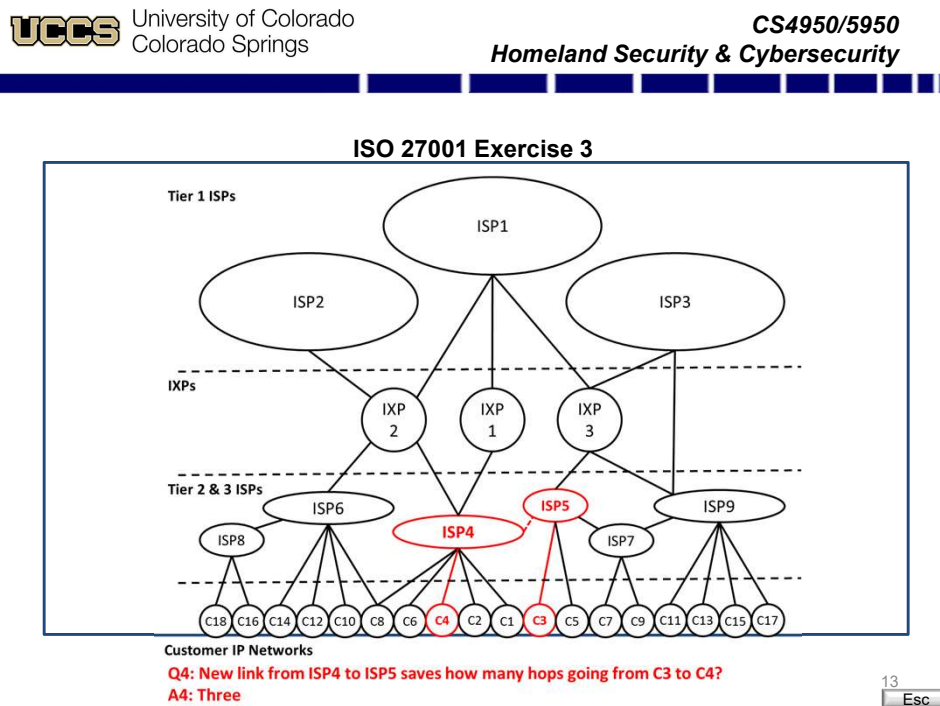 UCCS University of Colorado
Colorado Springs
CS4950/5950
Homeland Security & Cybersecurity
ISO 27001 Exercise 3
Tier 1 ISPs
ISP1
ISP2
ISP3
IXPs
IXP
2
IXP
1
IXP
3
Tier 2 & 3 ISPs
ISP6
ISP5
ISP9
ISP4
ISP8
ISP7
C18 C16 C14 C12 C10 C8 C6 C4 C2 C1 C3 C5 C7 C9 C11 C13 C15 C17
Customer IP Networks
Q4: New link from ISP4 to ISP5 saves how many hops going from C3 to C4?
A4: Three
13
Esc